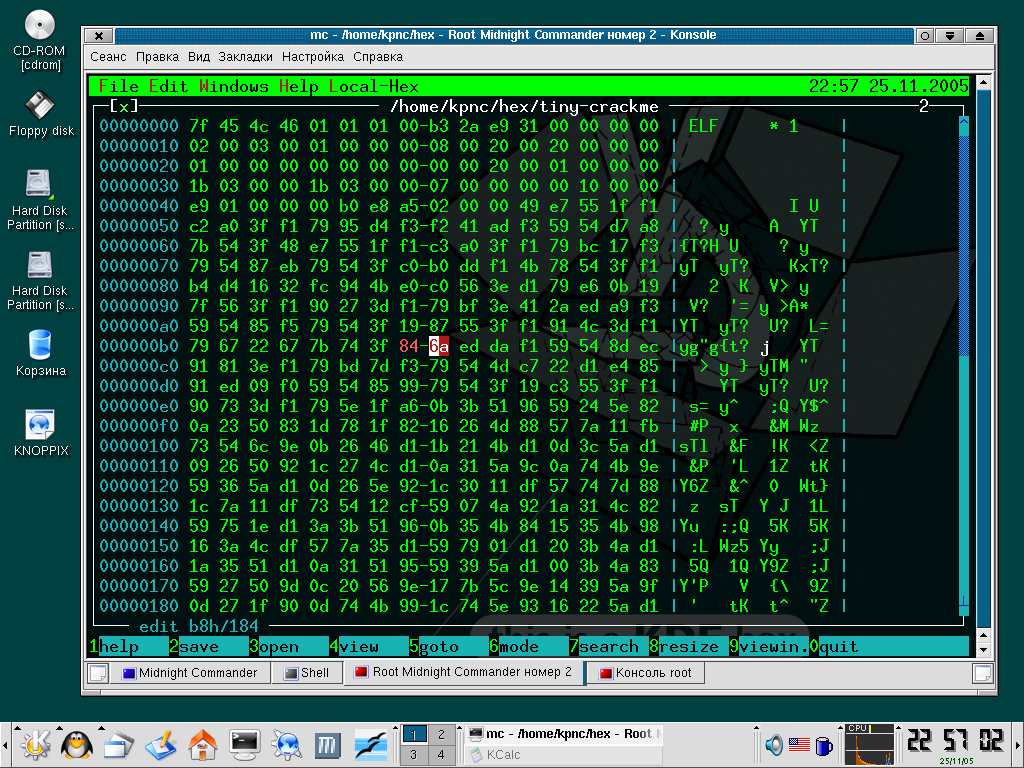 mc - /home/kpnc/hex - Root Midnight Commander номер 2 - Konsole
CD-ROM
[cdrom]
Floppy disk
Hard Disk
Partition [s...
Hard Disk
Partition [s...
Корзина
KNOPPIX
Сеанс Правка Вид Закладки Настройка Справка
File Edit Windows Help Local-Hex 22:57 25.11.2005
[x] /home/kpnc/hex/tiny-crackme 2
00000000 7f 45 4c 46 01 01 01 00-b3 2a e9 31 00 00 00 00 | ELF * 1 |
00000010 02 00 03 00 01 00 00 00-08 00 20 00 20 00 00 00 | |
00000020 01 00 00 00 00 00 00 00-00 00 20 00 01 00 00 00 | |
00000030 1b 03 00 00 1b 03 00 00-07 00 00 00 00 10 00 00 | |
00000040 e9 01 00 00 00 b0 e8 a5-02 00 00 49 e7 55 1f f1 | I U |
00000050 c2 a0 3f f1 79 95 d4 f3-f2 41 ad f3 59 54 d7 a8 | ? y A YT |
00000060 7b 54 3f 48 e7 55 1f f1-c3 a0 3f f1 79 bc 17 f3 |{T?H U ? y |
00000070 79 54 87 eb 79 54 3f c0-b0 dd f1 4b 78 54 3f f1 |yT yT? KxT? |
00000080 b4 d4 16 32 fc 94 4b e0-c0 56 3e d1 79 e6 0b 19 | 2 K V> y |
00000090 7f 56 3f f1 90 27 3d f1-79 bf 3e 41 2a ed a9 f3 | V? '= y >A* |
000000a0 59 54 85 f5 79 54 3f 19-87 55 3f f1 91 4c 3d f1 |YT yT? U? L= |
000000b0 79 67 22 67 7b 74 3f 84-6a ed da f1 59 54 8d ec |yg"g{t? j YT |
000000c0 91 81 3e f1 79 bd 7d f3-79 54 4d c7 22 d1 e4 85 | > y } yTM " |
000000d0 91 ed 09 f0 59 54 85 99-79 54 3f 19 c3 55 3f f1 | YT yT? U? |
000000e0 90 73 3d f1 79 5e 1f a6-0b 3b 51 96 59 24 5e 82 | s= y^ ;Q Y$^ |
000000f0 0a 23 50 83 1d 78 1f 82-16 26 4d 88 57 7a 11 fb | #P x &M Wz |
00000100 73 54 6c 9e 0b 26 46 d1-1b 21 4b d1 0d 3c 5a d1 |sTl &F !K <Z |
00000110 09 26 50 92 1c 27 4c d1-0a 31 5a 9c 0a 74 4b 9e | &P 'L 1Z tK |
00000120 59 36 5a d1 0d 26 5e 92-1c 30 11 df 57 74 7d 88 |Y6Z &^ 0 Wt} |
00000130 1c 7a 11 df 73 54 12 cf-59 07 4a 92 1a 31 4c 82 | z sT Y J 1L |
00000140 59 75 1e d1 3a 3b 51 96-0b 35 4b 84 15 35 4b 98 |Yu :;Q 5K 5K |
00000150 16 3a 4c df 57 7a 35 d1-59 79 01 d1 20 3b 4a d1 | :L Wz5 Yy ;J |
00000160 1a 35 51 d1 0a 31 51 95-59 39 5a d1 00 3b 4a 83 | 5Q 1Q Y9Z ;J |
00000170 59 27 50 9d 0c 20 56 9e-17 7b 5c 9e 14 39 5a 9f |Y'P V {\ 9Z |
00000180 0d 27 1f 90 0d 74 4b 99-1c 74 5e 93 16 22 5a d1 | ' tK t^ "Z |
edit b8h/184
this is a KDE box
1help 2save 3open 4view 5goto 6mode 7search 8resize 9viewin.0quit
Midnight Commander Shell Root Midnight Commander номер 2 Консоль root
1 2
3 4
mc - /home/kpnc/hex - Root
KCalc
CPU
22 57 02
25/11/05